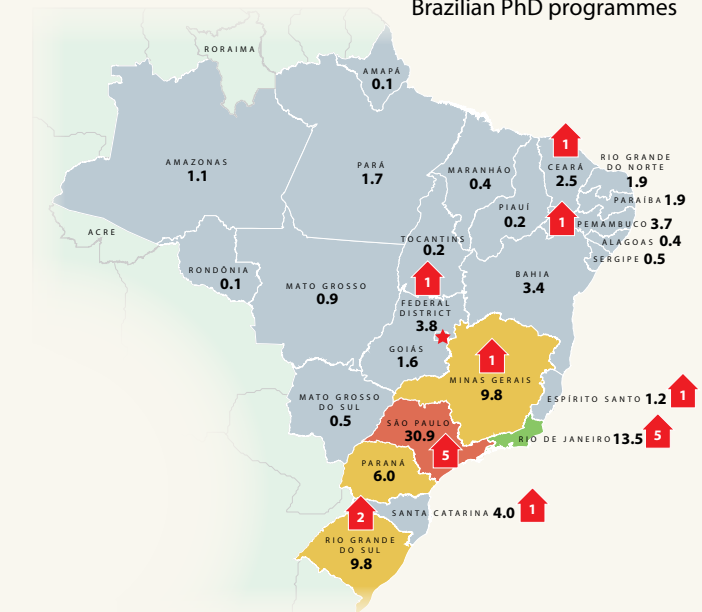 Brazilian PhD programmes
RORAIMA
AMAPÁ
0.1
AMAZONAS
1.1
PARÁ
1.7
MARANHÁO
0.4
1
CEARÁ
2.5
RIO GRANDE
DO NORTE
1.9
PARAÍBA 1.9
PIAUÍ
0.2
1
PEMAMBUCO 3.7
ALAGOAS 0.4
SERGIPE 0.5
ACRE
RONDÔNIA
0.1
MATO GROSSO
0.9
TOCANTINS
0.2
1
BAHIA
3.4
FEDERAL
DISTRICT
3.8
GOIÁS
1.6
1
MINAS GERAIS
9.8
MATO GROSSO
DO SUL
0.5
ESPÍRITO SANTO 1.2 1
SÃO PAULO
30.9
5
RIO DE JANEIRO 13.5 5
PARANÁ
6.0
SANTA CATARINA 4.0 1
2
RIO GRANDE
DO SUL
9.8